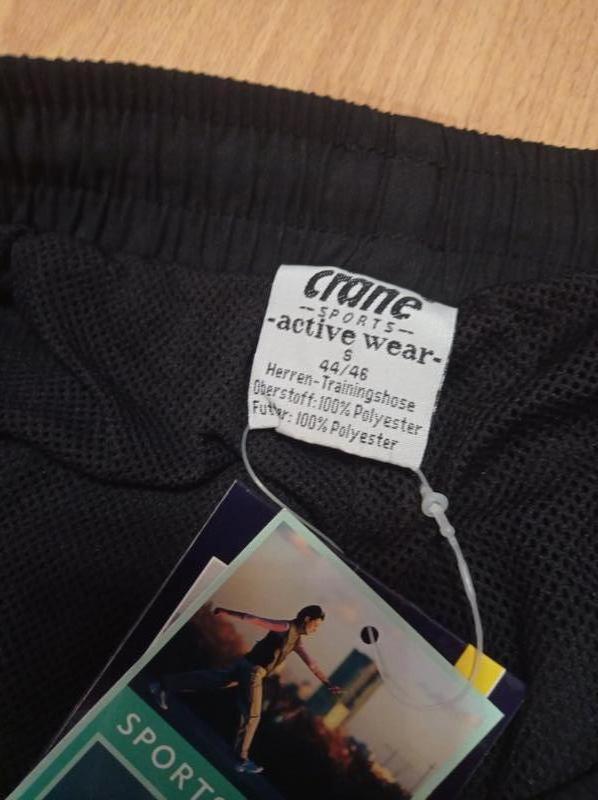 crane
-SPORTS-
-active wear-
S
44/46
Herren-Trainingshose
Oberstoff:100% Polyester
Futter: 100% Polyester
SPORTS